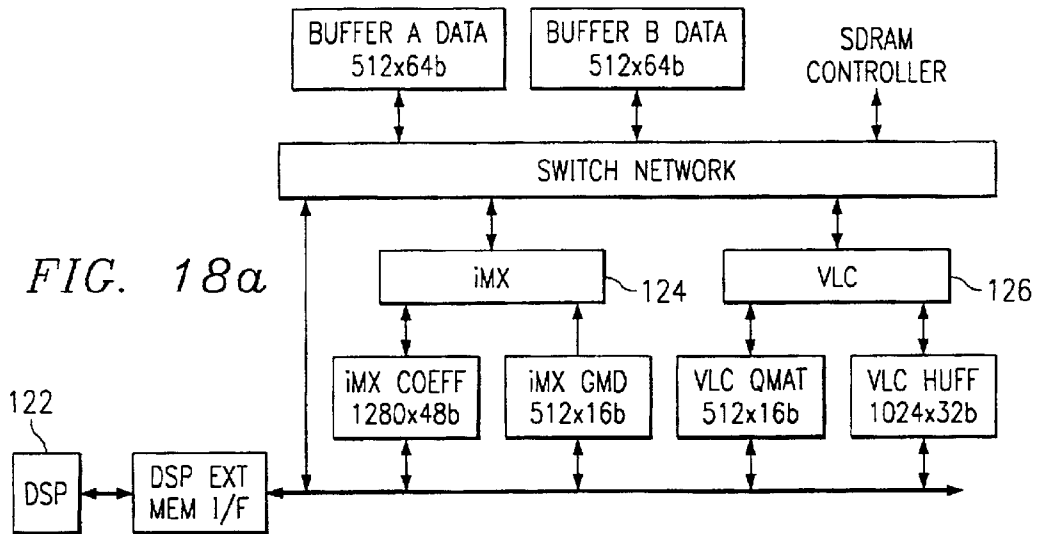 BUFFER A DATA
512x64b
BUFFER B DATA
512x64b
SDRAM
CONTROLLER
SWITCH NETWORK
FIG. 18a
iMX
124
VLC
126
iMX COEFF
1280x48b
iMX GMD
512x16b
VLC QMAT
512x16b
VLC HUFF
1024x32b
122
DSP
DSP EXT
MEM I/F